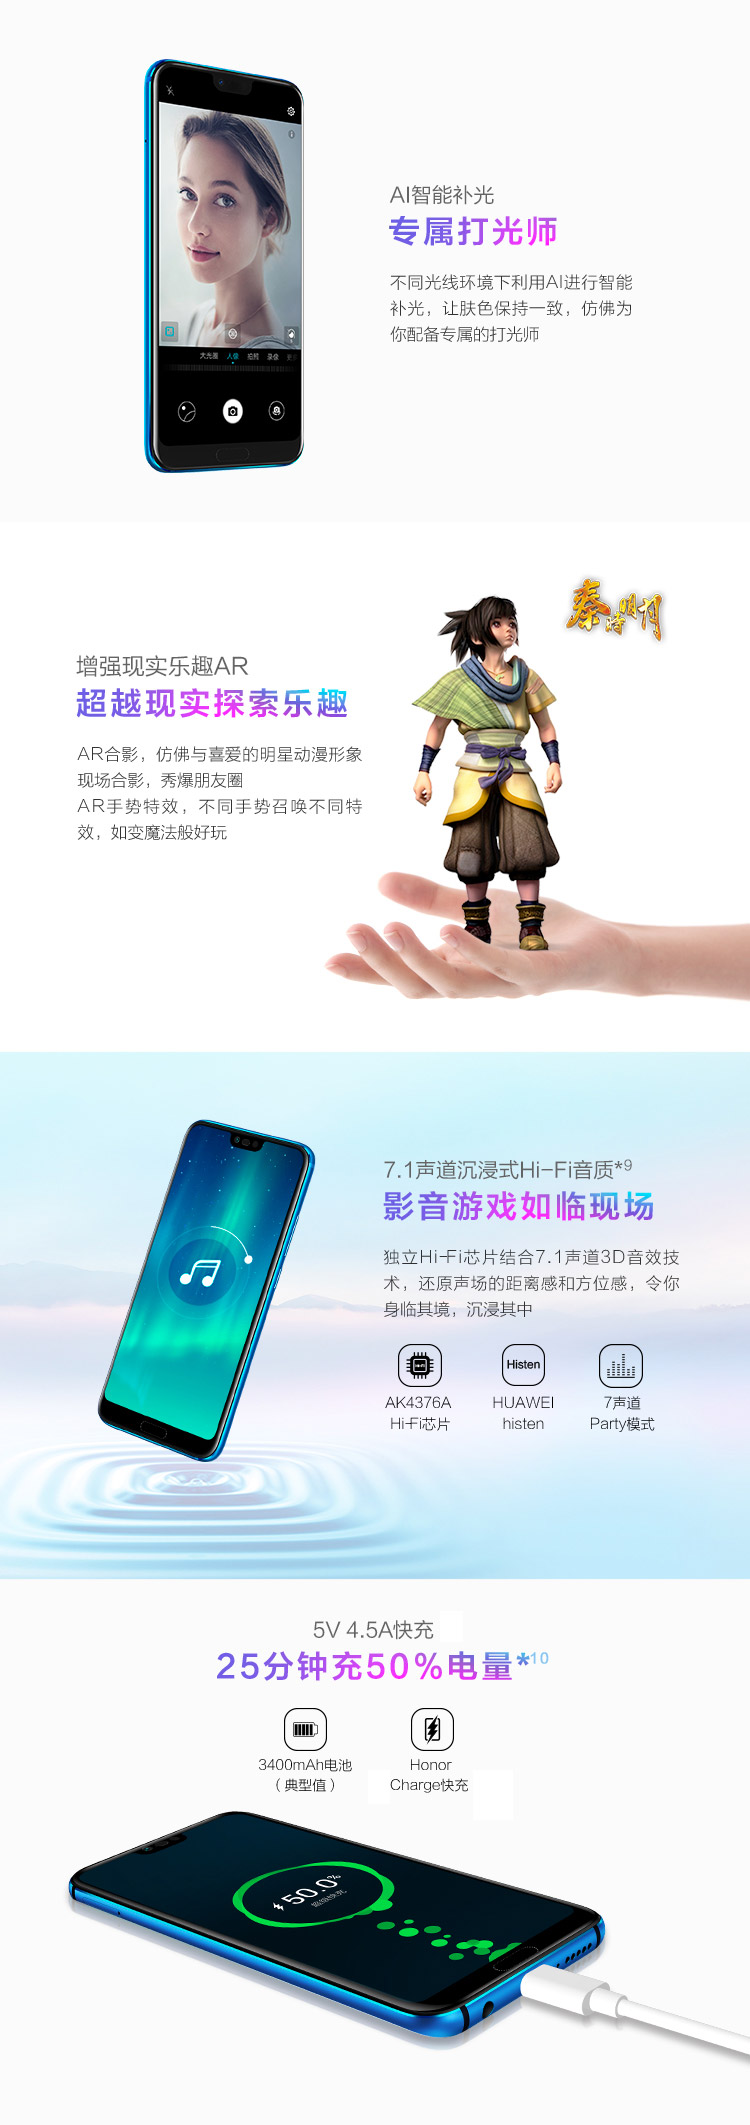 大光圈 人像 拍照 录像
AI智能补光
专属打光师
不同光线环境下利用AI进行智能
补光，让肤色保持一致，仿佛为
你配备专属的打光师
秦時明月
增强现实乐趣AR
超越现实探索乐趣
AR合影，仿佛与喜爱的明星动漫形象
现场合影，秀爆朋友圈
AR手势特效，不同手势召唤不同特
效，如变魔法般好玩
7.1声道沉浸式Hi-Fi音质*9
影音游戏如临现场
独立Hi-Fi芯片结合7.1声道3D音效技
术，还原声场的距离感和方位感，令你
身临其境，沉浸其中
Histen
AK4376A
Hi-Fi芯片
HUAWEI
histen
7声道
Party模式
5V 4.5A快充
25分钟充50%电量*10
3400mAh电池
（典型值）
Honor
Charge快充
50.0%